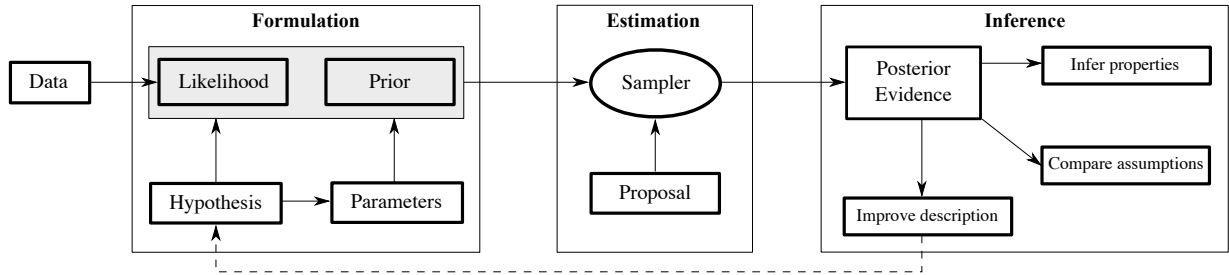 Formulation
Estimation
Inference
Data
Likelihood
Prior
Sampler
Posterior
Evidence
Infer properties
Compare assumptions
Hypothesis
Parameters
Proposal
Improve description